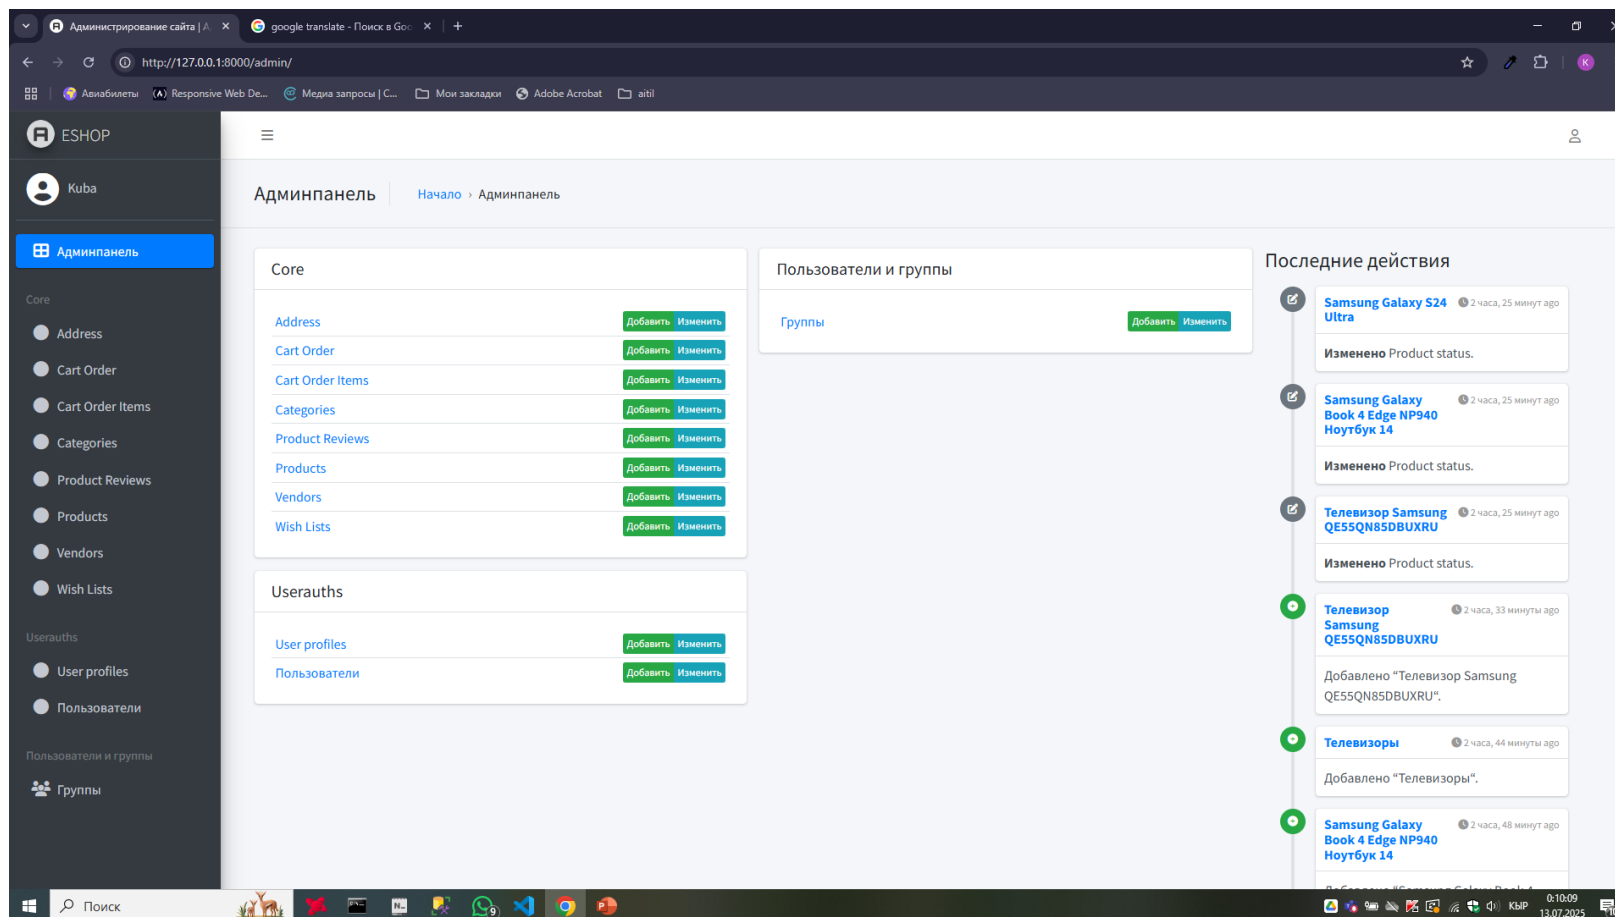 Администрирование сайта | А
google translate - Поиск в Goo
http://127.0.0.1:8000/admin/
K
Авиабилеты
Responsive Web De...
Медиа запросы | С...
Мои закладки
Adobe Acrobat
aitil
ESHOP
Kuba
Админпанель
Core
Address
Cart Order
Cart Order Items
Categories
Product Reviews
Products
Vendors
Wish Lists
Userauths
User profiles
Пользователи
Пользователи и группы
Группы
Админпанель
Начало › Админпанель
Core
Address Добавить Изменить
Cart Order Добавить Изменить
Cart Order Items Добавить Изменить
Categories Добавить Изменить
Product Reviews Добавить Изменить
Products Добавить Изменить
Vendors Добавить Изменить
Wish Lists Добавить Изменить
Userauths
User profiles Добавить Изменить
Пользователи Добавить Изменить
Пользователи и группы
Группы Добавить Изменить
Последние действия
Samsung Galaxy S24 2 часа, 25 минут ago
Ultra
Изменено Product status.
Samsung Galaxy 2 часа, 25 минут ago
Book 4 Edge NP940
Ноутбук 14
Изменено Product status.
Телевизор Samsung 2 часа, 25 минут ago
QE55QN85DBUXRU
Изменено Product status.
Телевизор 2 часа, 33 минуты ago
Samsung
QE55QN85DBUXRU
Добавлено “Телевизор Samsung
QE55QN85DBUXRU“.
Телевизоры 2 часа, 44 минуты ago
Добавлено “Телевизоры“.
Samsung Galaxy 2 часа, 48 минут ago
Book 4 Edge NP940
Ноутбук 14
Добавлено “Samsung Galaxy Book 4
Поиск
КЫР
0:10:09
13.07.2025